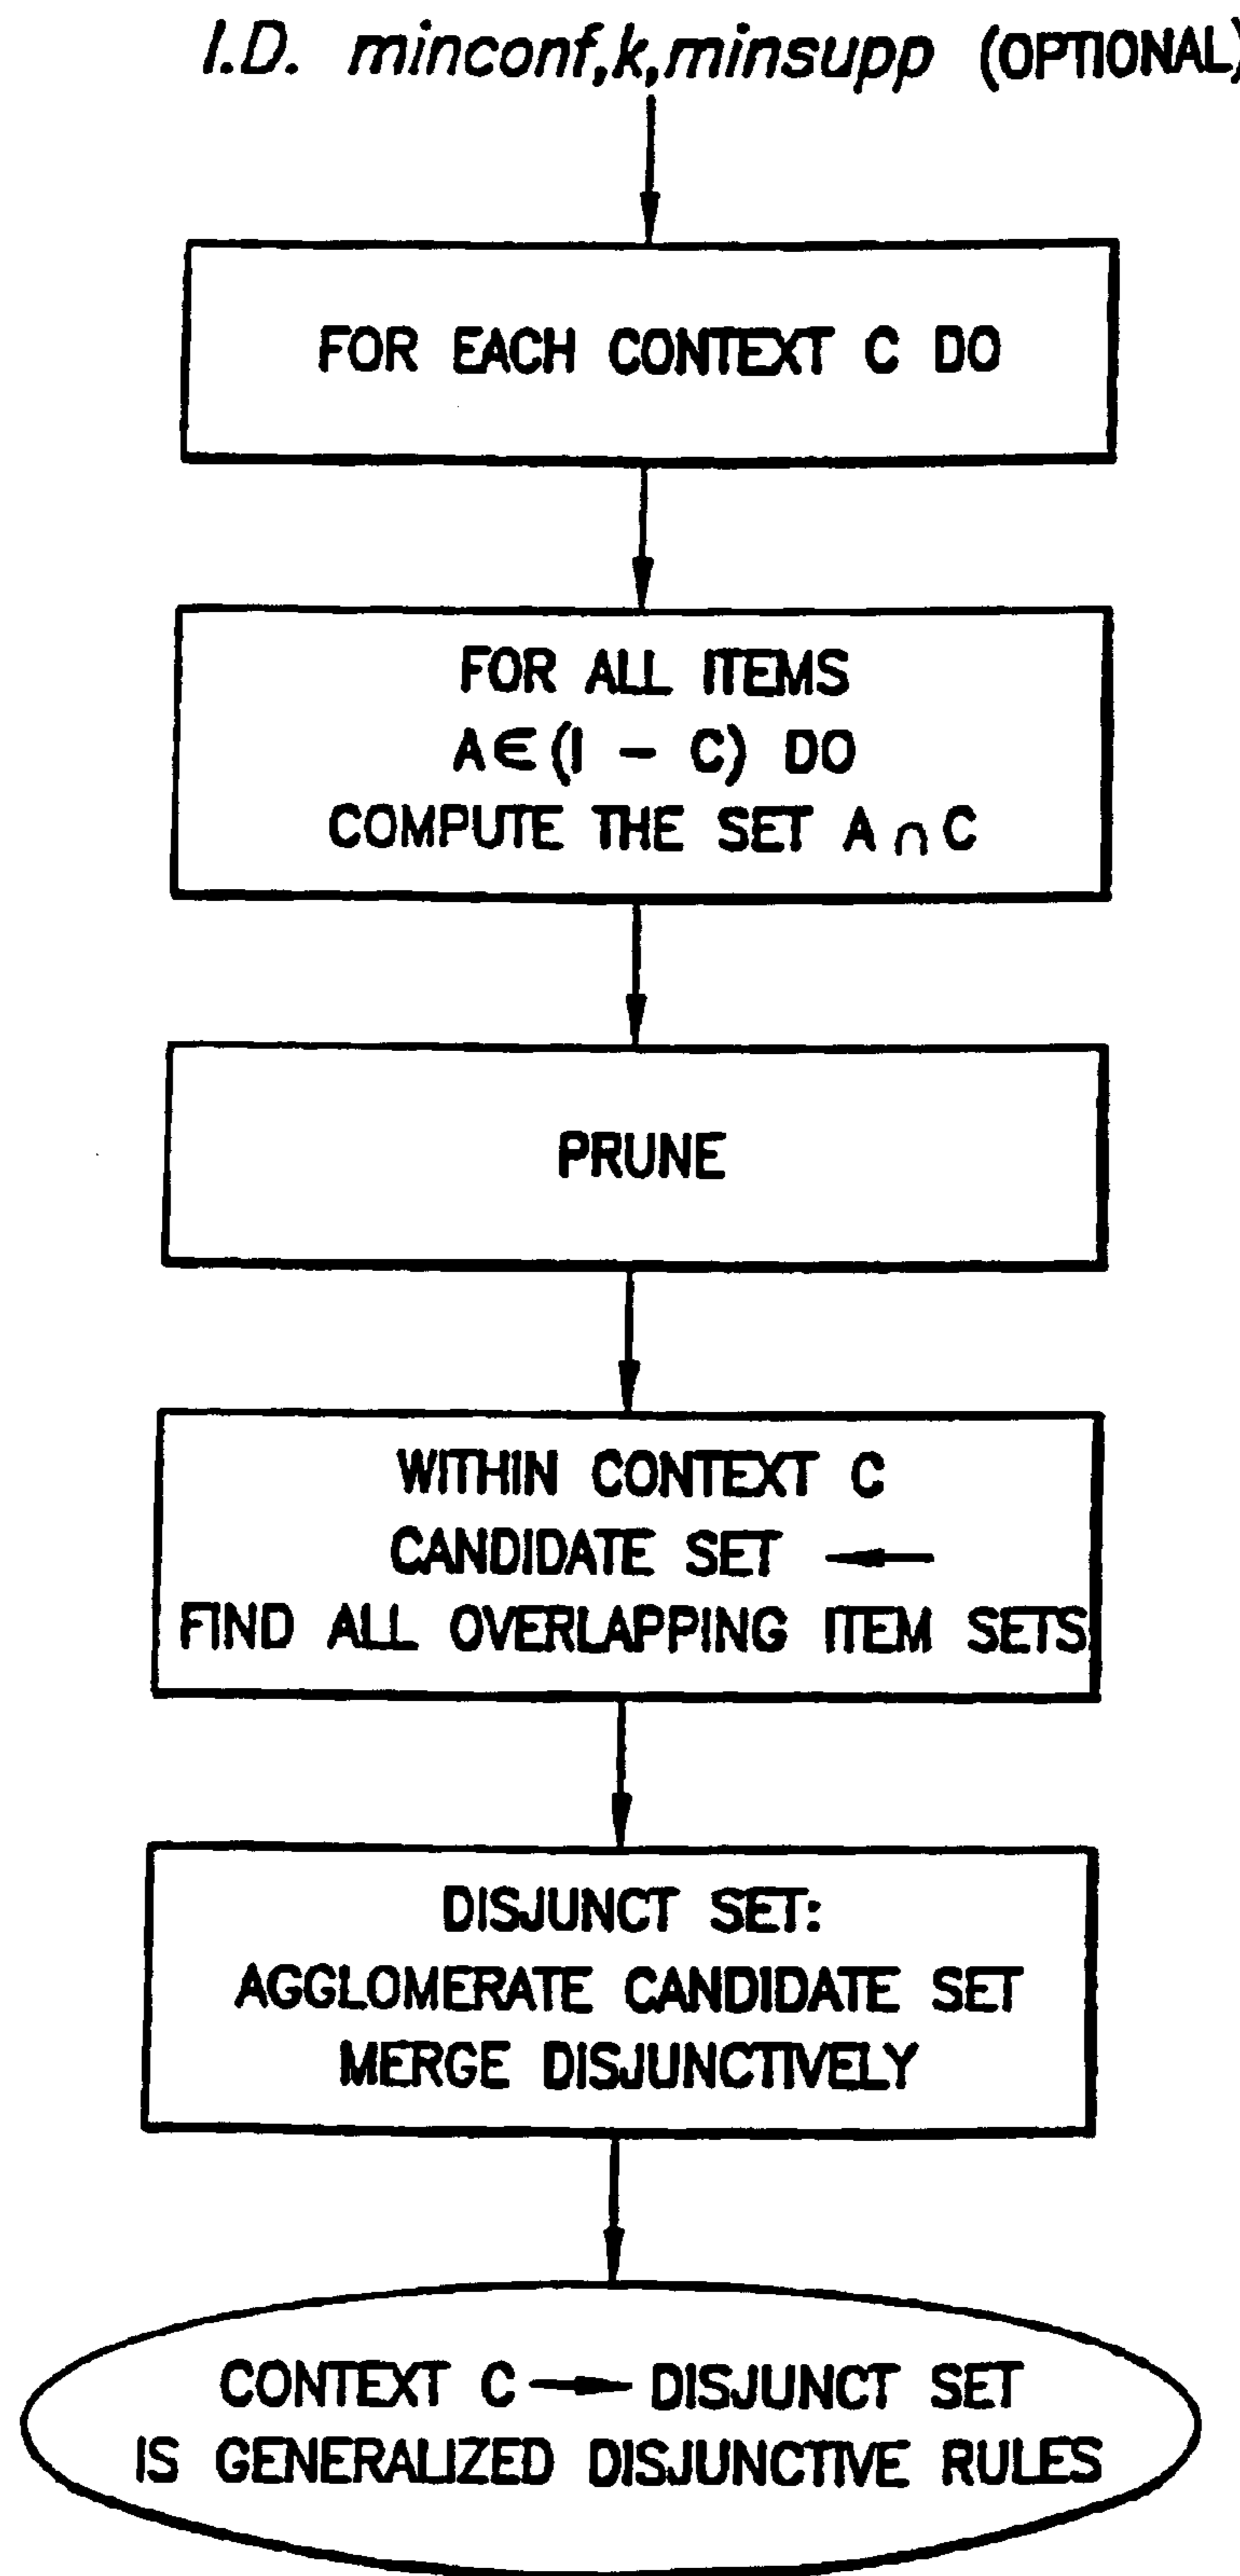 I.D. minconf,k,minsupp (OPTIONAL)
FOR EACH CONTEXT C DO
FOR ALL ITEMS
A∈(I - C) DO
COMPUTE THE SET A ∩ C
PRUNE
WITHIN CONTEXT C
CANDIDATE SET ←
FIND ALL OVERLAPPING ITEM SETS
DISJUNCT SET:
AGGLOMERATE CANDIDATE SET
MERGE DISJUNCTIVELY
CONTEXT C → DISJUNCT SET
IS GENERALIZED DISJUNCTIVE RULES